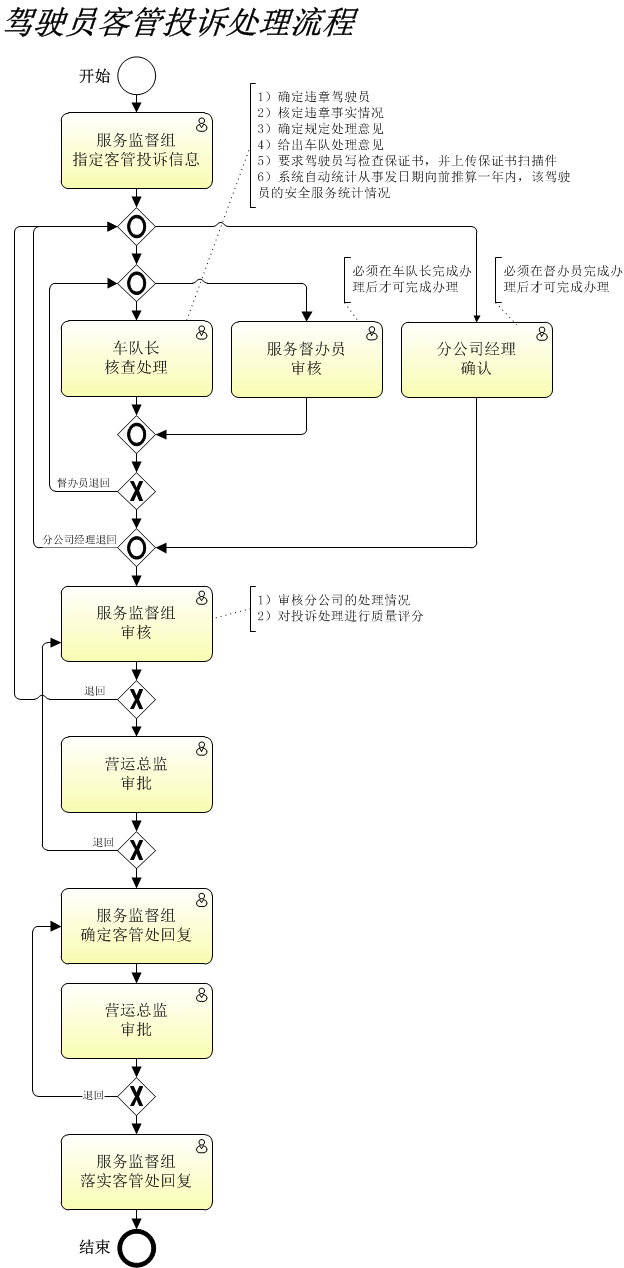 驾驶员客管投诉处理流程
开始
服务监督组
指定客管投诉信息
1）确定违章驾驶员
2）核定违章事实情况
3）确定规定处理意见
4）给出车队处理意见
5）要求驾驶员写检查保证书，并上传保证书扫描件
6）系统自动统计从事发日期向前推算一年内，该驾驶
员的安全服务统计情况
必须在车队长完成办
理后才可完成办理
必须在督办员完成办
理后才可完成办理
车队长
核查处理
服务督办员
审核
分公司经理
确认
督办员退回
分公司经理退回
服务监督组
审核
1）审核分公司的处理情况
2）对投诉处理进行质量评分
退回
营运总监
审批
退回
服务监督组
确定客管处回复
营运总监
审批
退回
服务监督组
落实客管处回复
结束